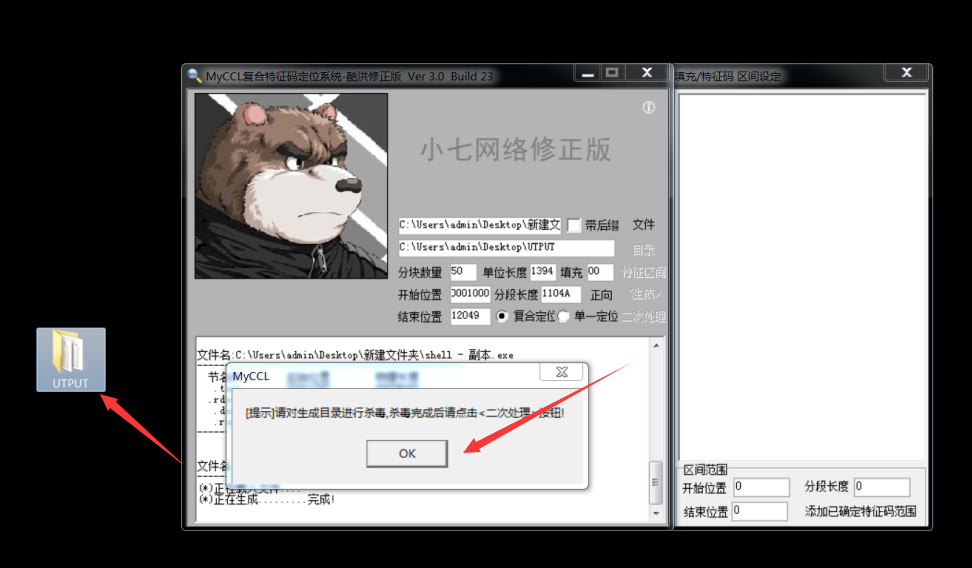 MyCCL复合特征码定位系统-酷洪修正版 Ver 3.0 Build 23
填充/特征码 区间设定
小七网络修正版
C:\Users\admin\Desktop\新建文 带后缀 文件
C:\Users\admin\Desktop\UTPUT 目录
分块数量 50 单位长度 1394 填充 00 特征区间
开始位置 0001000 分段长度 1104A 正向 生成
结束位置 12049 复合定位 单一定位 二次处理
文件名:C:\Users\admin\Desktop\新建文件夹\shell - 副本.exe
MyCCL
[提示]请对生成目录进行杀毒,杀毒完成后请点击<二次处理>按钮!
OK
文件名
(*)正在载入文件....
(*)正在生成.........完成!
UTPUT
区间范围
开始位置 0 分段长度 0
结束位置 0 添加已确定特征码范围